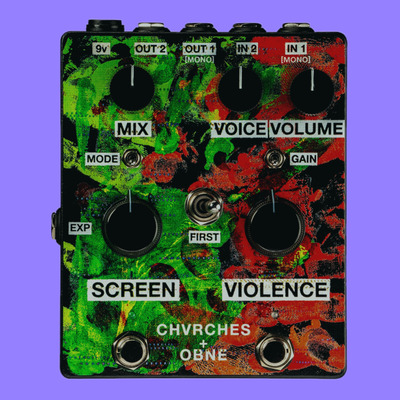 9v
OUT 2
OUT 1
[MONO]
IN 2
IN 1
[MONO]
MIX
VOICE
VOLUME
MODE
GAIN
EXP
FIRST
SCREEN
VIOLENCE
CHVRCHES
+
OBNE